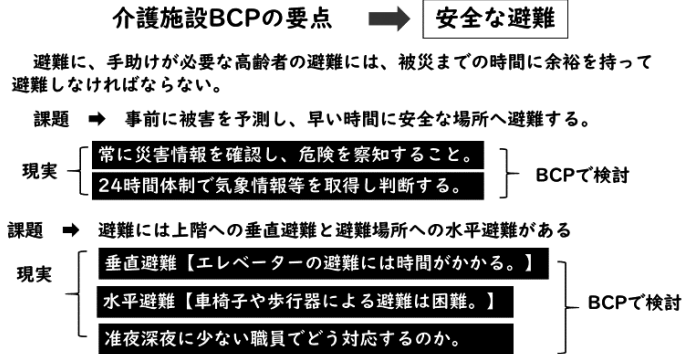 介護施設BCPの要点 ➡ 安全な避難
避難に、手助けが必要な高齢者の避難には、被災までの時間に余裕を持って
避難しなければならない。
課題 ➡ 事前に被害を予測し、早い時間に安全な場所へ避難する。
現実
常に災害情報を確認し、危険を察知すること。
24時間体制で気象情報等を取得し判断する。
BCPで検討
課題 ➡ 避難には上階への垂直避難と避難場所への水平避難がある
現実
垂直避難【エレベーターの避難には時間がかかる。】
水平避難【車椅子や歩行器による避難は困難。】
准夜深夜に少ない職員でどう対応するのか。
BCPで検討